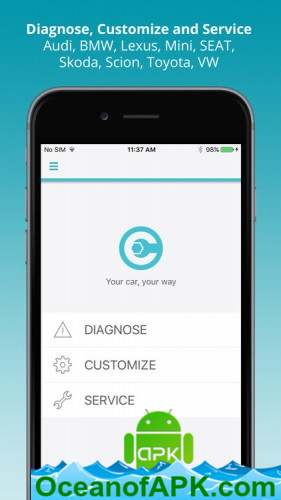 Diagnose, Customize and Service
Audi, BMW, Lexus, Mini, SEAT,
Skoda, Scion, Toyota, VW
No SIM 11:37 AM 98%
Your car, your way
DIAGNOSE
CUSTOMIZE
SERVICE
APK
OceanofAPK.com